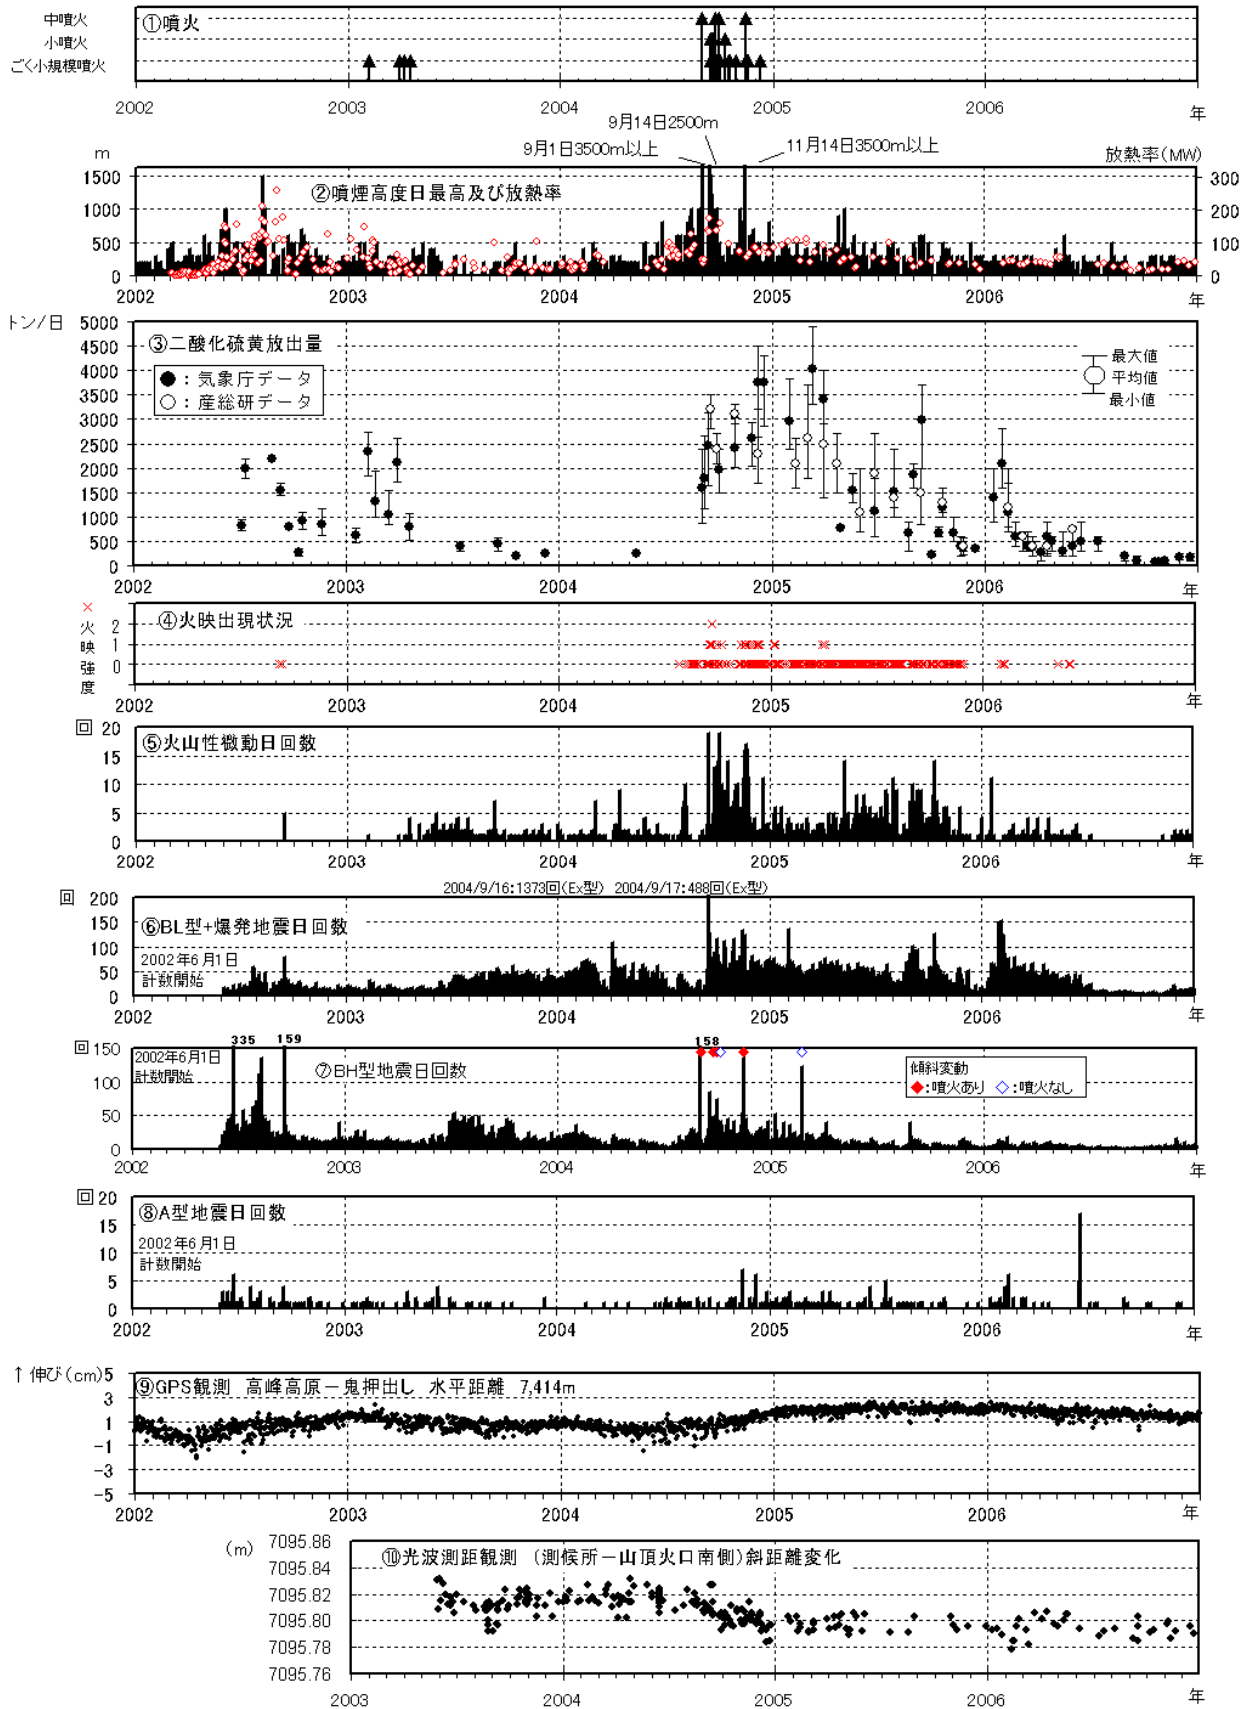 ①噴火
中噴火
小噴火
ごく小規模噴火
2002 2003 2004 2005 2006 年
9月14日2500m
9月1日3500m以上 11月14日3500m以上
m 放熱率(MW)
②噴煙高度日最高及び放熱率
1500 300
1000 200
500 100
0 0
2002 2003 2004 2005 2006 年
トン/日
③二酸化硫黄放出量
●：気象庁データ
○：産総研データ
最大値
平均値
最小値
5000
4500
4000
3500
3000
2500
2000
1500
1000
500
0
2002 2003 2004 2005 2006 年
④火映出現状況
×火映強度
2
1
0
2002 2003 2004 2005 2006 年
回
⑤火山性微動日回数
20
15
10
5
0
2002 2003 2004 2005 2006 年
2004/9/16:1373回(Ex型) 2004/9/17:488回(Ex型)
回
⑥BL型+爆発地震日回数
2002年6月1日
計数開始
200
150
100
50
0
2002 2003 2004 2005 2006 年
335 159 158
回
2002年6月1日
計数開始
⑦BH型地震日回数
傾斜変動
◆:噴火あり ◇:噴火なし
150
100
50
0
2002 2003 2004 2005 2006 年
回
⑧A型地震日回数
2002年6月1日
計数開始
20
15
10
5
0
2002 2003 2004 2005 2006 年
↑伸び(cm)
⑨GPS観測 高峰高原－鬼押出し 水平距離 7,414m
5
3
1
-1
-3
-5
2002 2003 2004 2005 2006 年
(m)
⑩光波測距観測 (測候所－山頂火口南側)斜距離変化
7095.86
7095.84
7095.82
7095.80
7095.78
7095.76
2003 2004 2005 2006 年